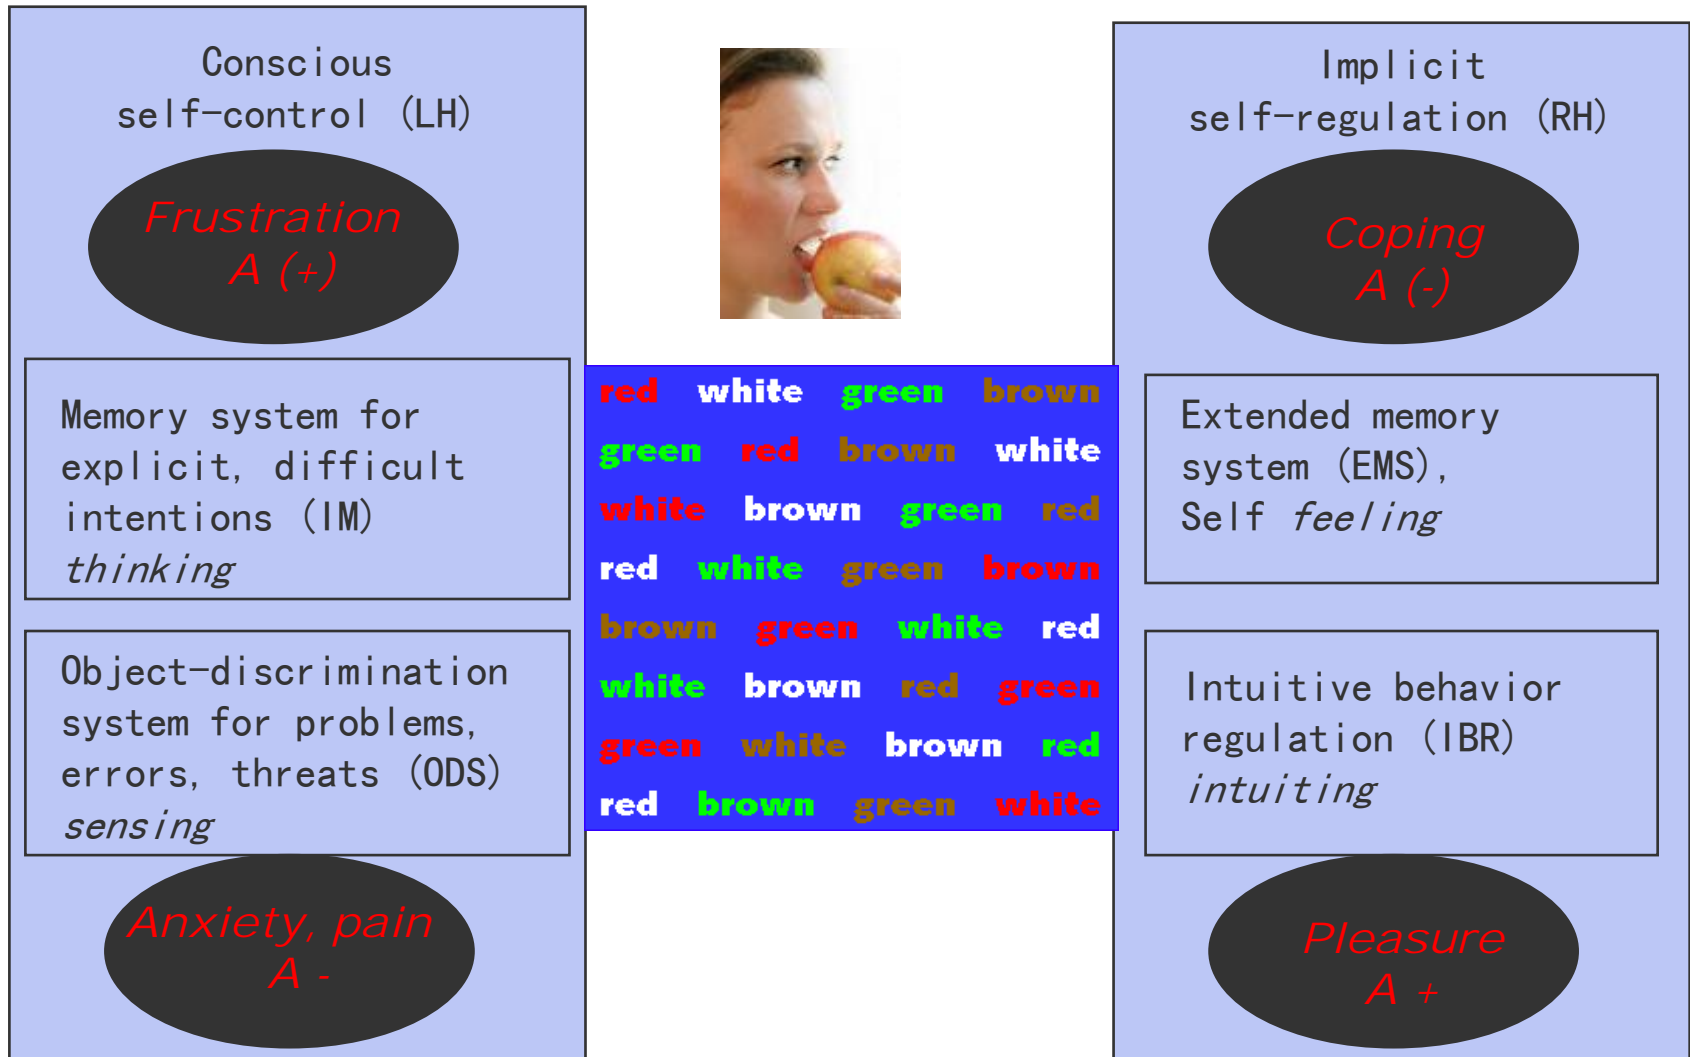 Conscious
self-control (LH)
Frustration
A (+)
Memory system for
explicit, difficult
intentions (IM)
thinking
Object-discrimination
system for problems,
errors, threats (ODS)
sensing
Anxiety, pain
A -
red white green brown
green red brown white
white brown green red
red white green brown
brown green white red
white brown red green
green white brown red
red brown green white
Implicit
self-regulation (RH)
Coping
A (-)
Extended memory
system (EMS),
Self feeling
Intuitive behavior
regulation (IBR)
intuiting
Pleasure
A +